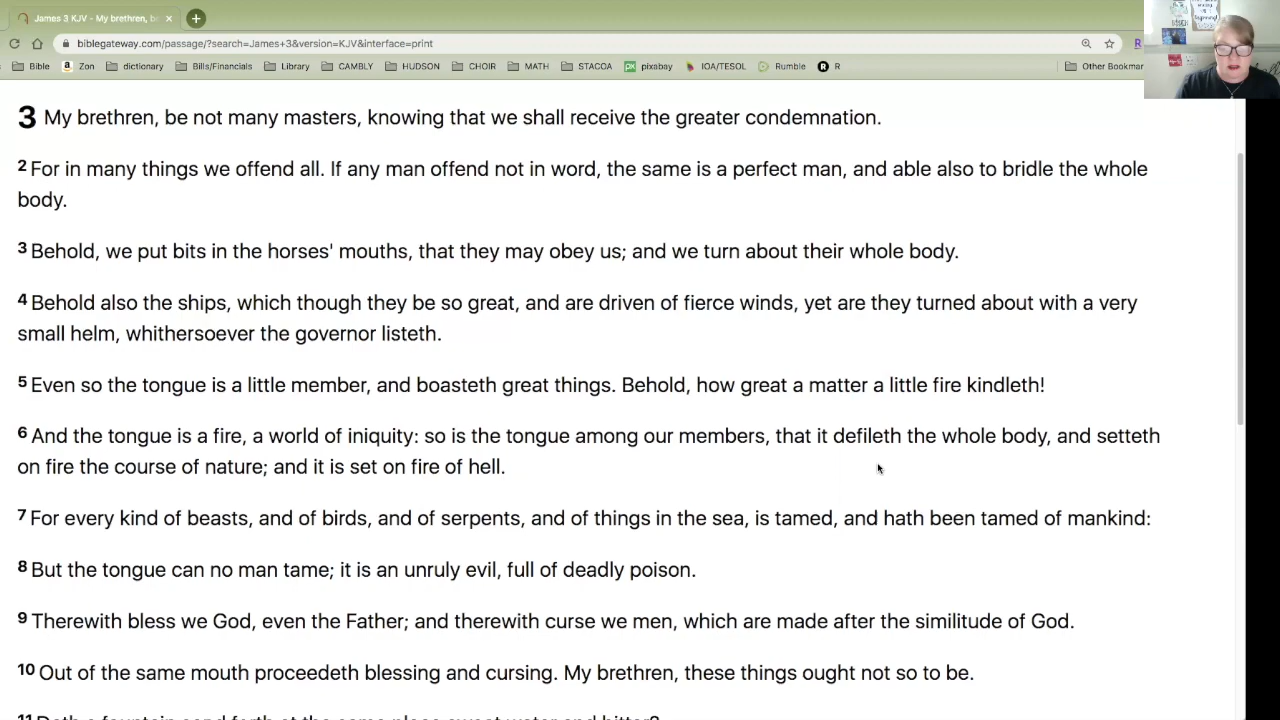 James 3 KJV - My brethren, be
biblegateway.com/passage/?search=James+3&version=KJV&interface=print
Bible Zon dictionary Bills/Financials Library CAMBLY HUDSON CHOIR MATH STACOA pixabay IOA/TESOL Rumble R Other Bookmar
3 My brethren, be not many masters, knowing that we shall receive the greater condemnation.
2 For in many things we offend all. If any man offend not in word, the same is a perfect man, and able also to bridle the whole
body.
3 Behold, we put bits in the horses' mouths, that they may obey us; and we turn about their whole body.
4 Behold also the ships, which though they be so great, and are driven of fierce winds, yet are they turned about with a very
small helm, whithersoever the governor listeth.
5 Even so the tongue is a little member, and boasteth great things. Behold, how great a matter a little fire kindleth!
6 And the tongue is a fire, a world of iniquity: so is the tongue among our members, that it defileth the whole body, and setteth
on fire the course of nature; and it is set on fire of hell.
7 For every kind of beasts, and of birds, and of serpents, and of things in the sea, is tamed, and hath been tamed of mankind:
8 But the tongue can no man tame; it is an unruly evil, full of deadly poison.
9 Therewith bless we God, even the Father; and therewith curse we men, which are made after the similitude of God.
10 Out of the same mouth proceedeth blessing and cursing. My brethren, these things ought not so to be.
11 Doth a fountain send forth at the same place sweet water and bitter?